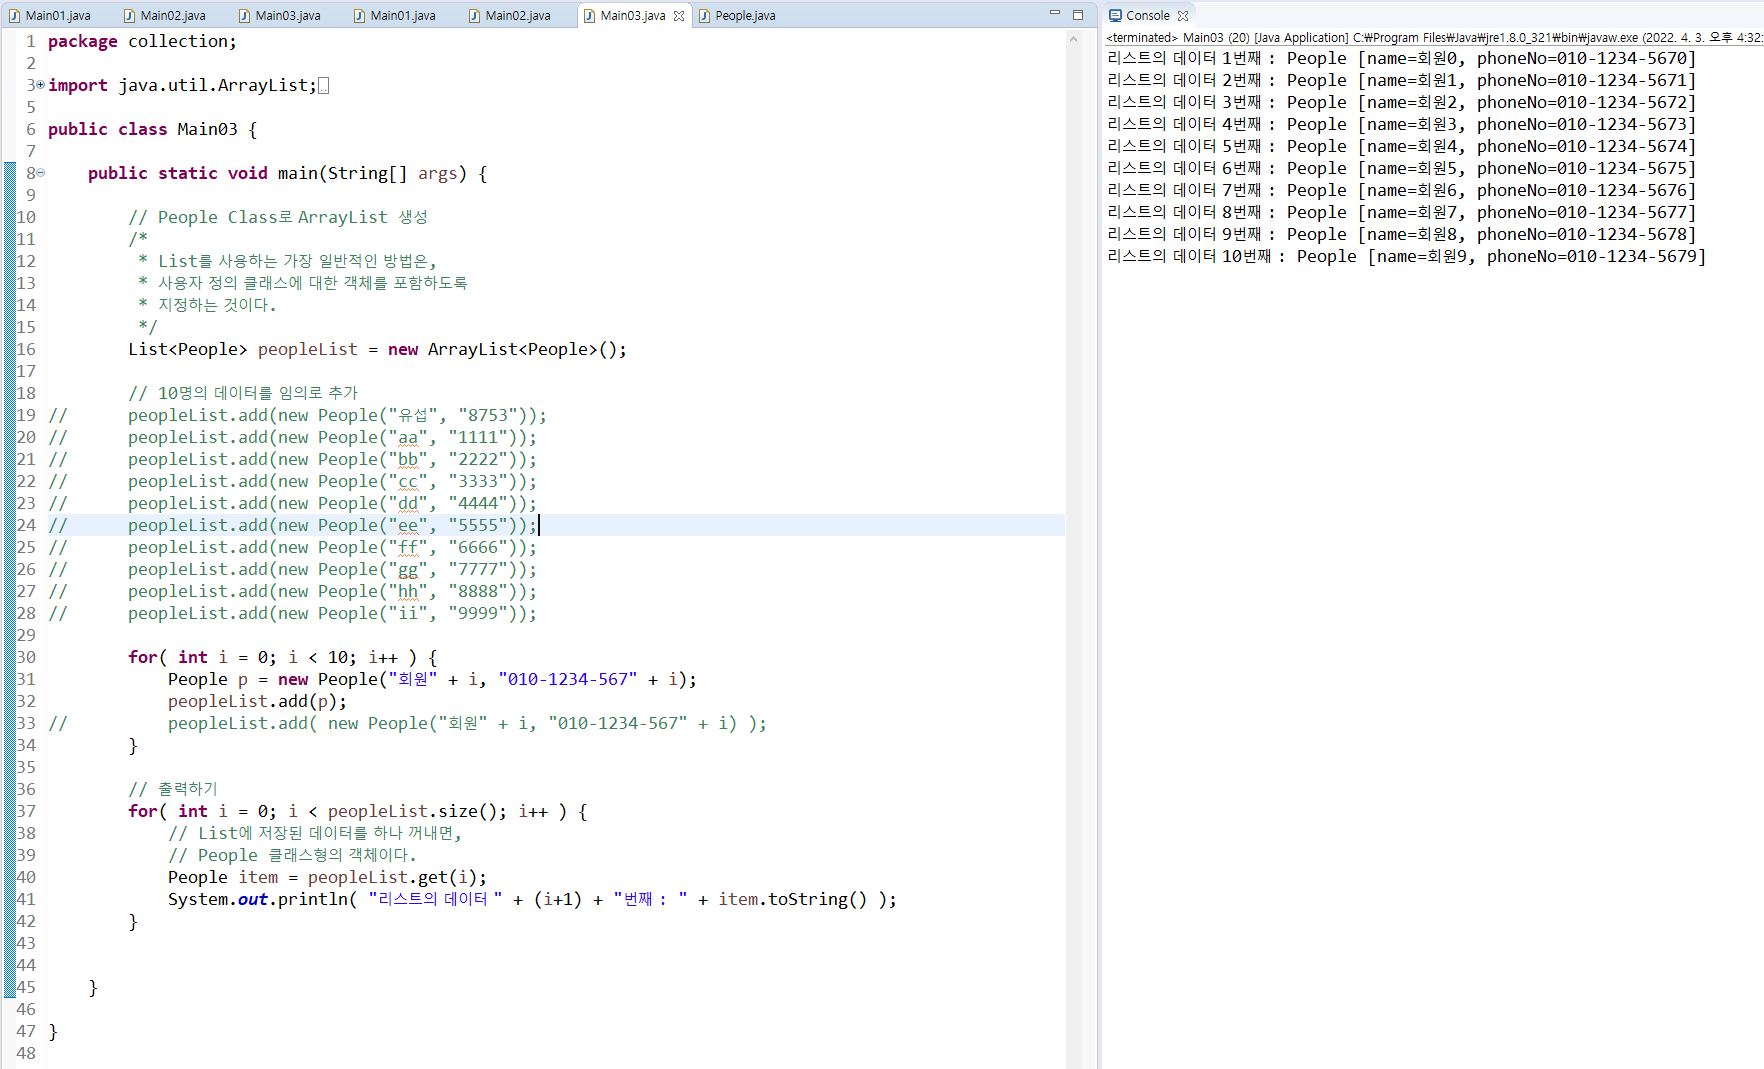 Main01.java Main02.java Main03.java Main01.java Main02.java Main03.java People.java
1 package collection;
2
3 import java.util.ArrayList;
5
6 public class Main03 {
7
8     public static void main(String[] args) {
9
10         // People Class로 ArrayList 생성
11         /*
12          * List를 사용하는 가장 일반적인 방법은,
13          * 사용자 정의 클래스에 대한 객체를 포함하도록
14          * 지정하는 것이다.
15          */
16         List<People> peopleList = new ArrayList<People>();
17
18         // 10명의 데이터를 임의로 추가
19 //      peopleList.add(new People("유섭", "8753"));
20 //      peopleList.add(new People("aa", "1111"));
21 //      peopleList.add(new People("bb", "2222"));
22 //      peopleList.add(new People("cc", "3333"));
23 //      peopleList.add(new People("dd", "4444"));
24 //      peopleList.add(new People("ee", "5555"));
25 //      peopleList.add(new People("ff", "6666"));
26 //      peopleList.add(new People("gg", "7777"));
27 //      peopleList.add(new People("hh", "8888"));
28 //      peopleList.add(new People("ii", "9999"));
29
30         for( int i = 0; i < 10; i++ ) {
31             People p = new People("회원" + i, "010-1234-567" + i);
32             peopleList.add(p);
33 //          peopleList.add( new People("회원" + i, "010-1234-567" + i) );
34         }
35
36         // 출력하기
37         for( int i = 0; i < peopleList.size(); i++ ) {
38             // List에 저장된 데이터를 하나 꺼내면,
39             // People 클래스형의 객체이다.
40             People item = peopleList.get(i);
41             System.out.println( "리스트의 데이터 " + (i+1) + "번째 : " + item.toString() );
42         }
43
44
45     }
46
47 }
48
Console
<terminated> Main03 (20) [Java Application] C:₩Program Files₩Java₩jre1.8.0_321₩bin₩javaw.exe (2022. 4. 3. 오후 4:32:
리스트의 데이터 1번째 : People [name=회원0, phoneNo=010-1234-5670]
리스트의 데이터 2번째 : People [name=회원1, phoneNo=010-1234-5671]
리스트의 데이터 3번째 : People [name=회원2, phoneNo=010-1234-5672]
리스트의 데이터 4번째 : People [name=회원3, phoneNo=010-1234-5673]
리스트의 데이터 5번째 : People [name=회원4, phoneNo=010-1234-5674]
리스트의 데이터 6번째 : People [name=회원5, phoneNo=010-1234-5675]
리스트의 데이터 7번째 : People [name=회원6, phoneNo=010-1234-5676]
리스트의 데이터 8번째 : People [name=회원7, phoneNo=010-1234-5677]
리스트의 데이터 9번째 : People [name=회원8, phoneNo=010-1234-5678]
리스트의 데이터 10번째 : People [name=회원9, phoneNo=010-1234-5679]